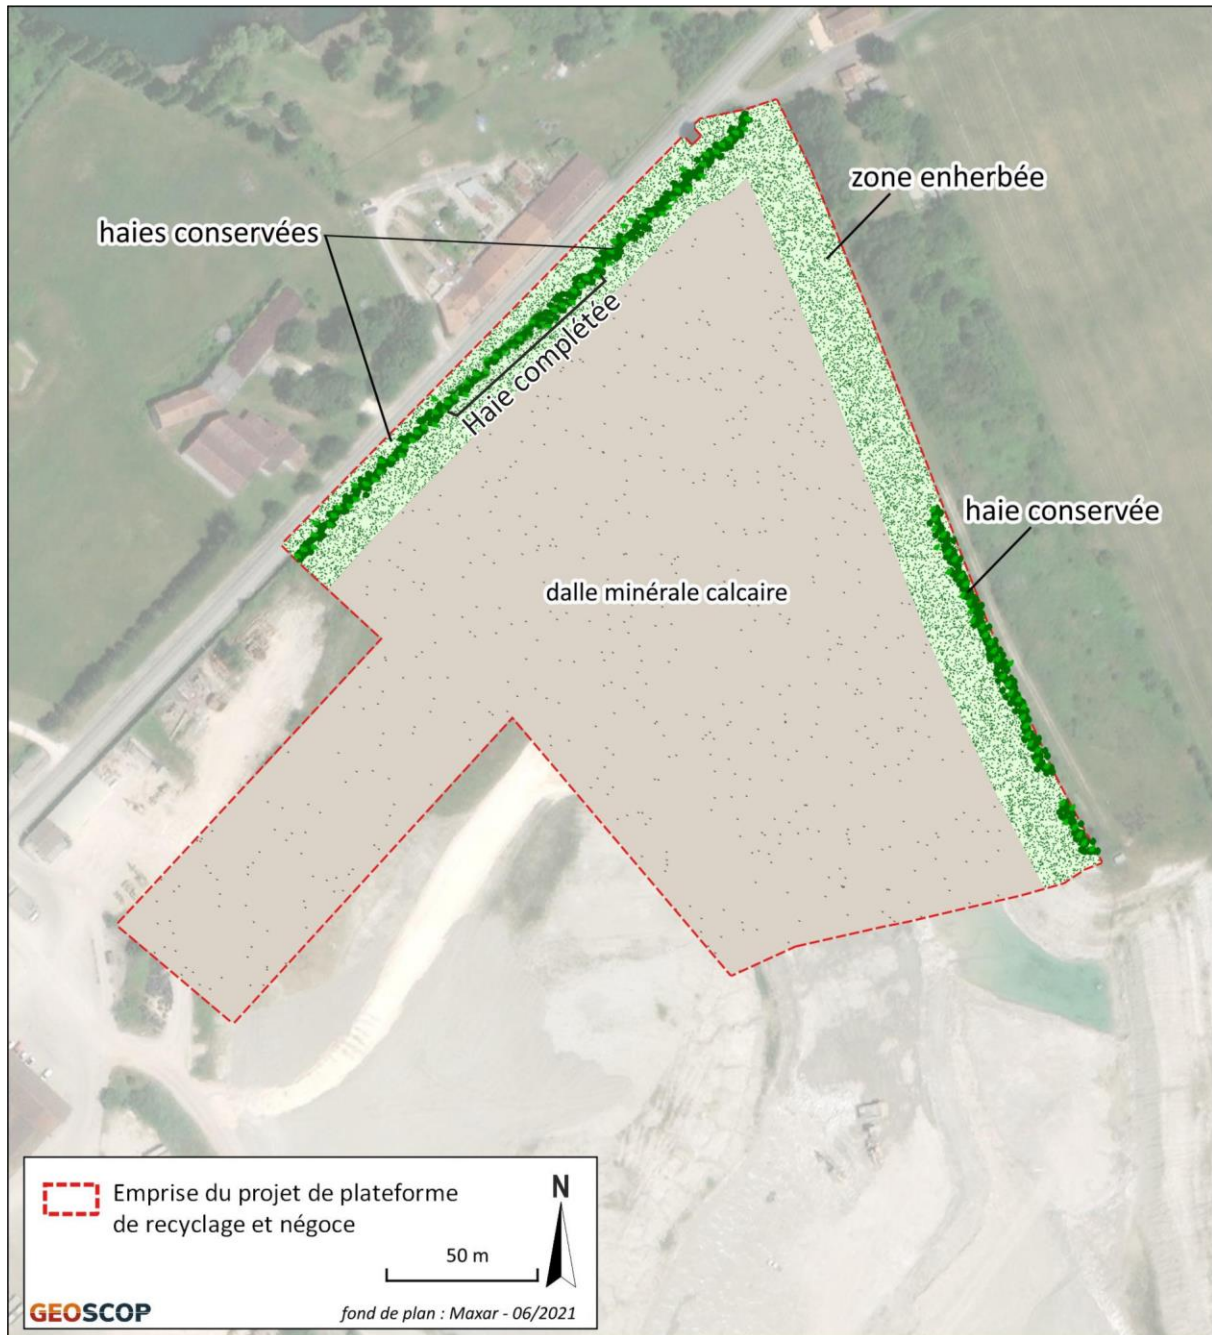 zone enherbée
haies conservées
Haie complétée
haie conservée
dalle minérale calcaire
Emprise du projet de plateforme
de recyclage et négoce
N
50 m
GEOSCOP
fond de plan : Maxar - 06/2021